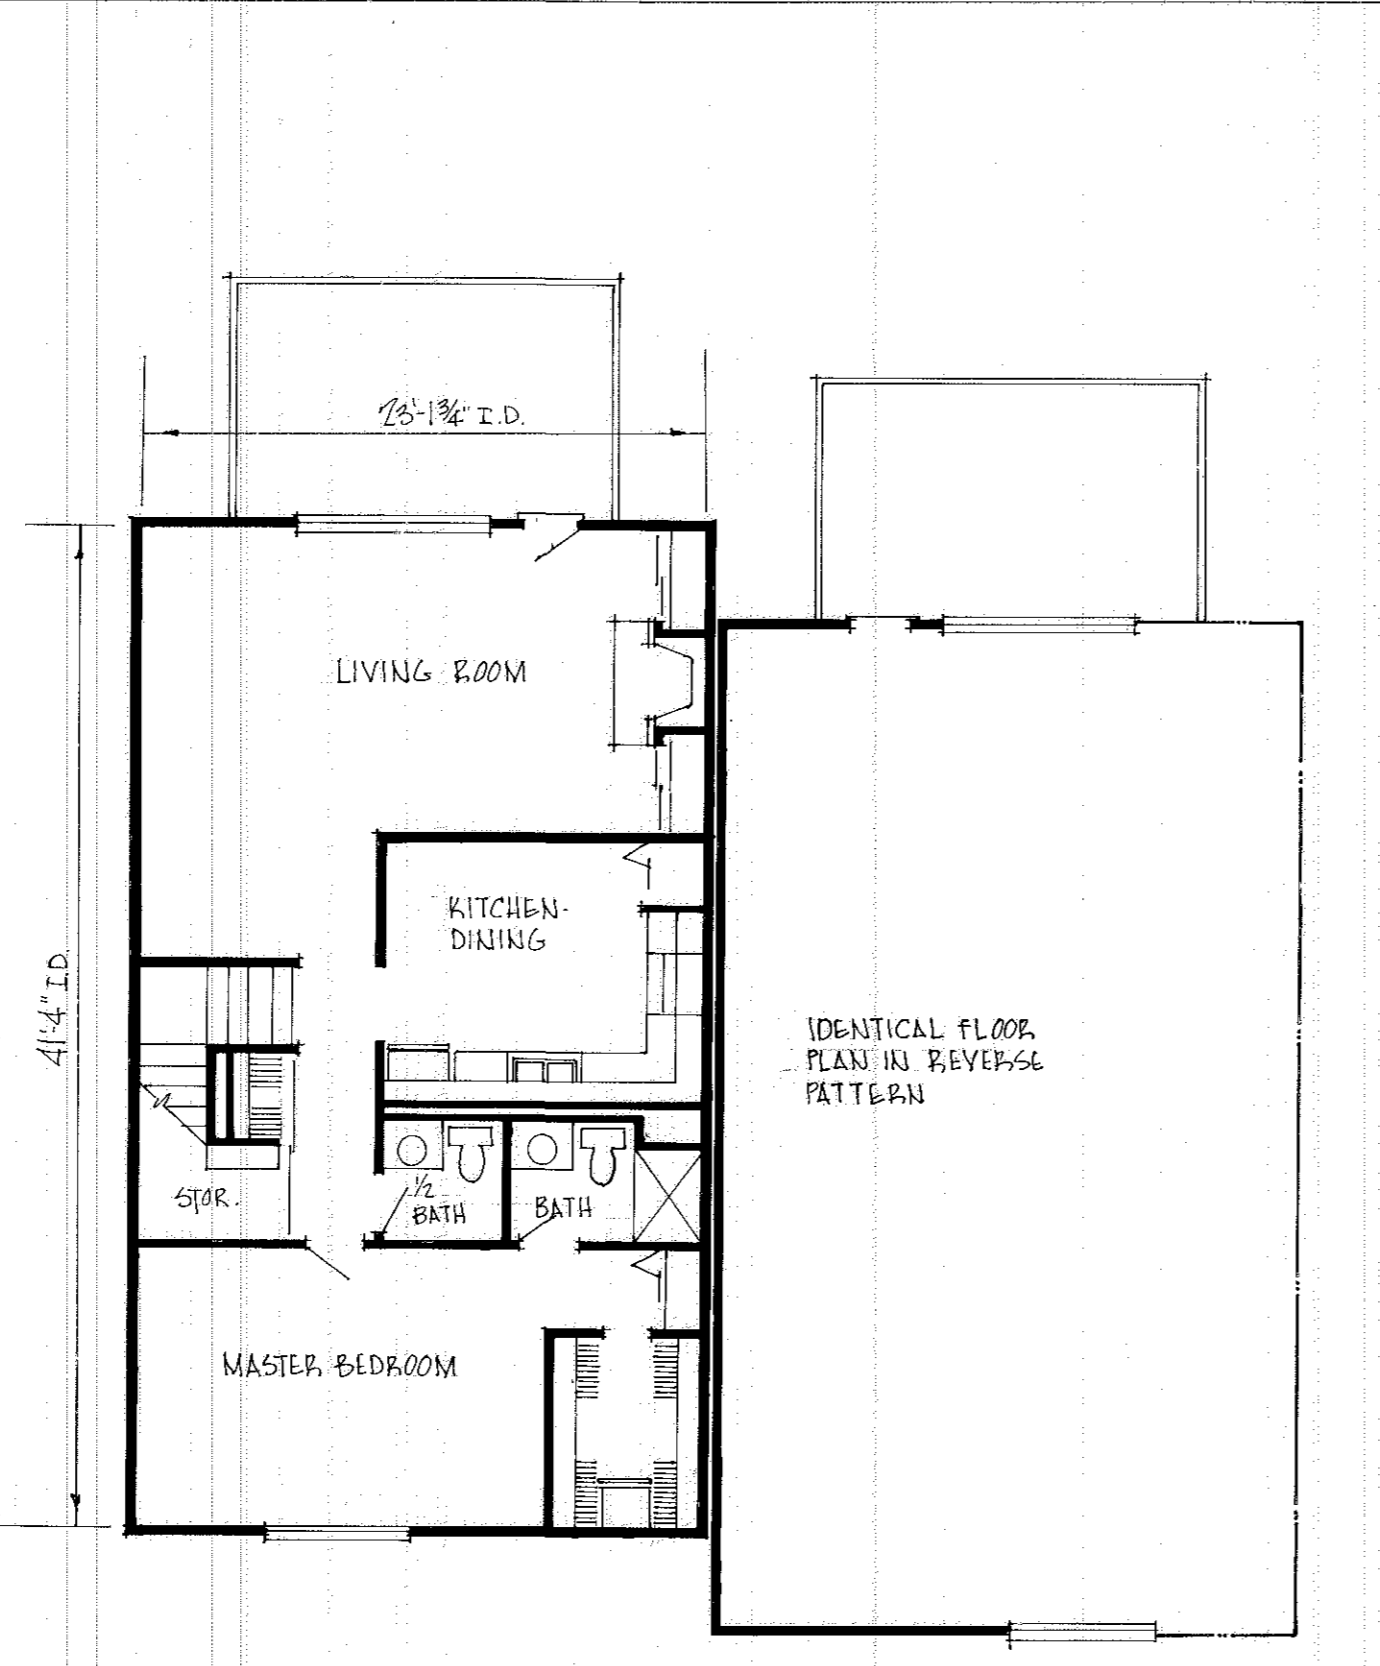 23'-1 3/4" I.D.
LIVING ROOM
KITCHEN-
DINING
41'-4" I.D.
IDENTICAL FLOOR
PLAN IN REVERSE
PATTERN
STOR.
1/2
BATH
BATH
MASTER BEDROOM